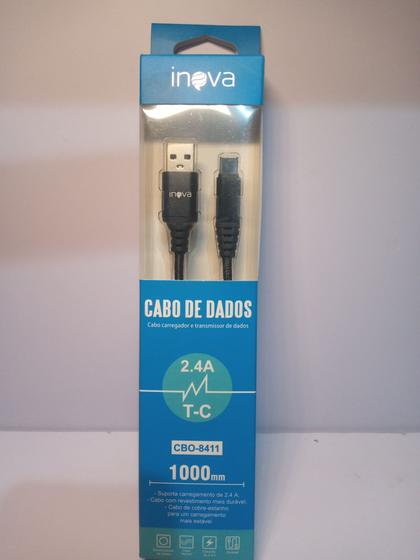 inova
inova
CABO DE DADOS
Cabo carregador e transmissor de dados
2.4A
T-C
CBO-8411
1000mm
- Suporta carregamento de 2.4 A.
- Cabo com revestimento mais durável.
- Cabo de cobre-estanho
para um carregamento
mais estável